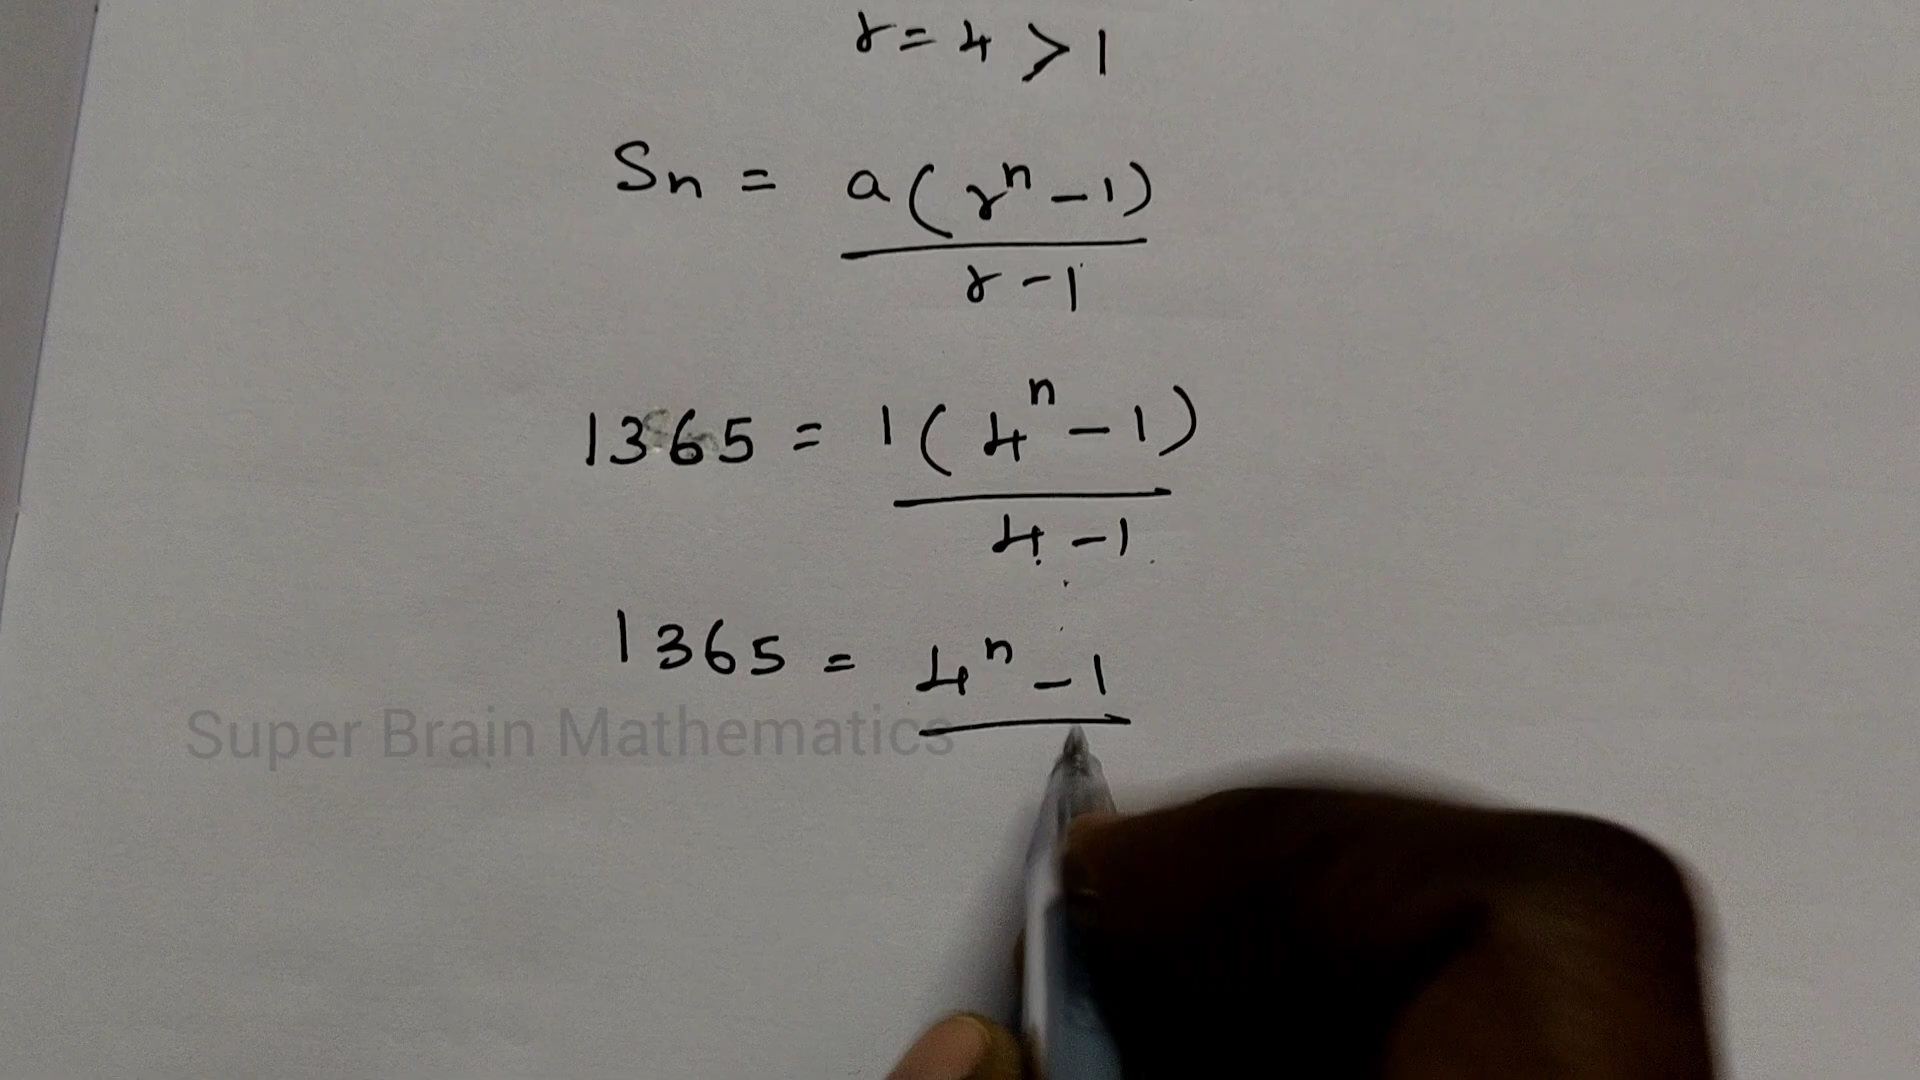 r = 4 > 1
Sn = a(r^n - 1)
r - 1
1365 = 1(4^n - 1)
4 - 1
1365 = 4^n - 1
Super Brain Mathematics